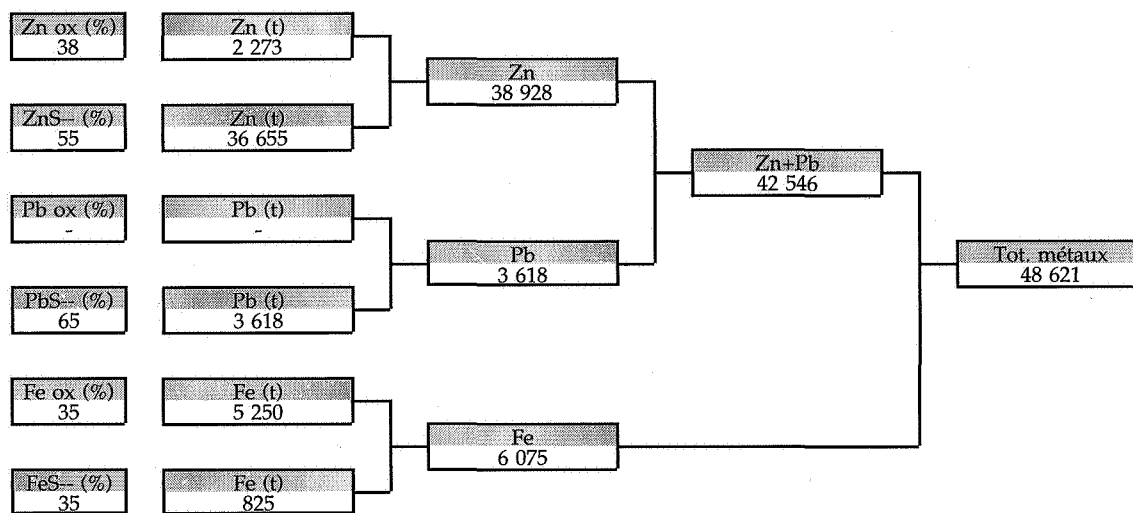 Zn ox (%)
38
Zn (t)
2 273
Zn
38 928
ZnS-- (%)
55
Zn (t)
36 655
Zn+Pb
42 546
Pb ox (%)
-
Pb (t)
-
Pb
3 618
Tot. métaux
48 621
PbS-- (%)
65
Pb (t)
3 618
Fe ox (%)
35
Fe (t)
5 250
Fe
6 075
FeS-- (%)
35
Fe (t)
825